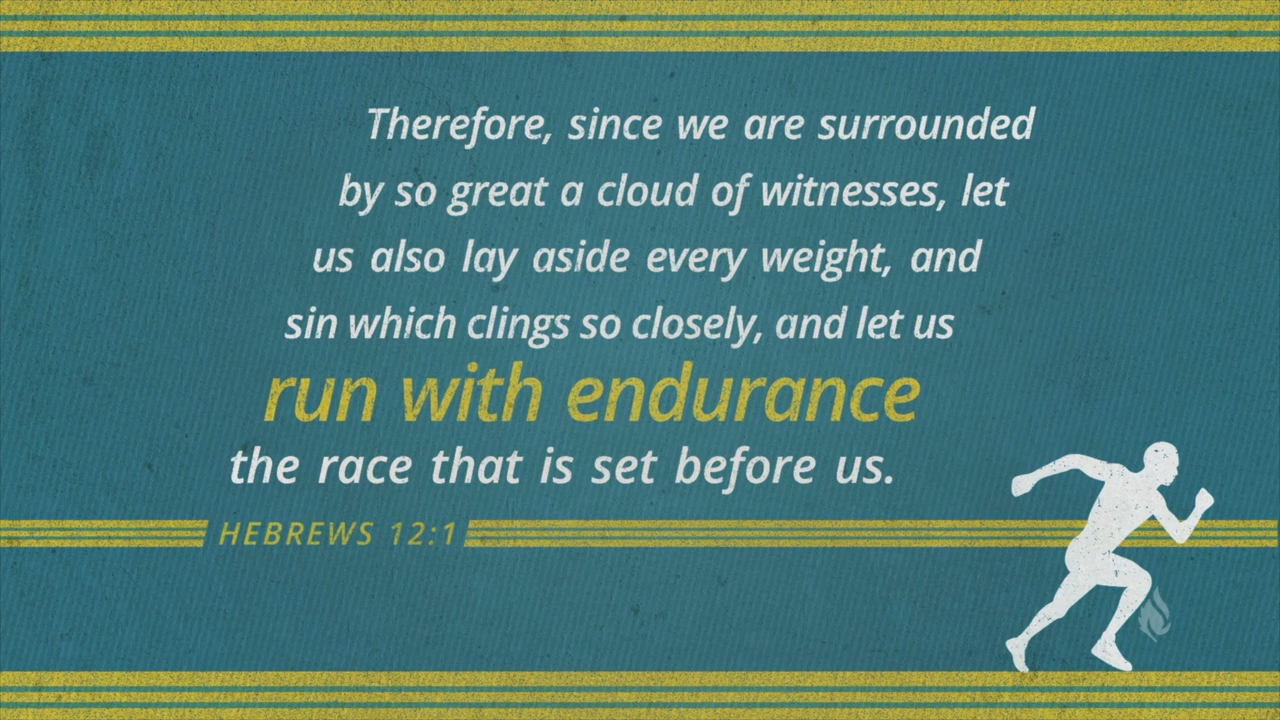 Therefore, since we are surrounded
by so great a cloud of witnesses, let
us also lay aside every weight, and
sin which clings so closely, and let us
run with endurance
the race that is set before us.
HEBREWS 12:1